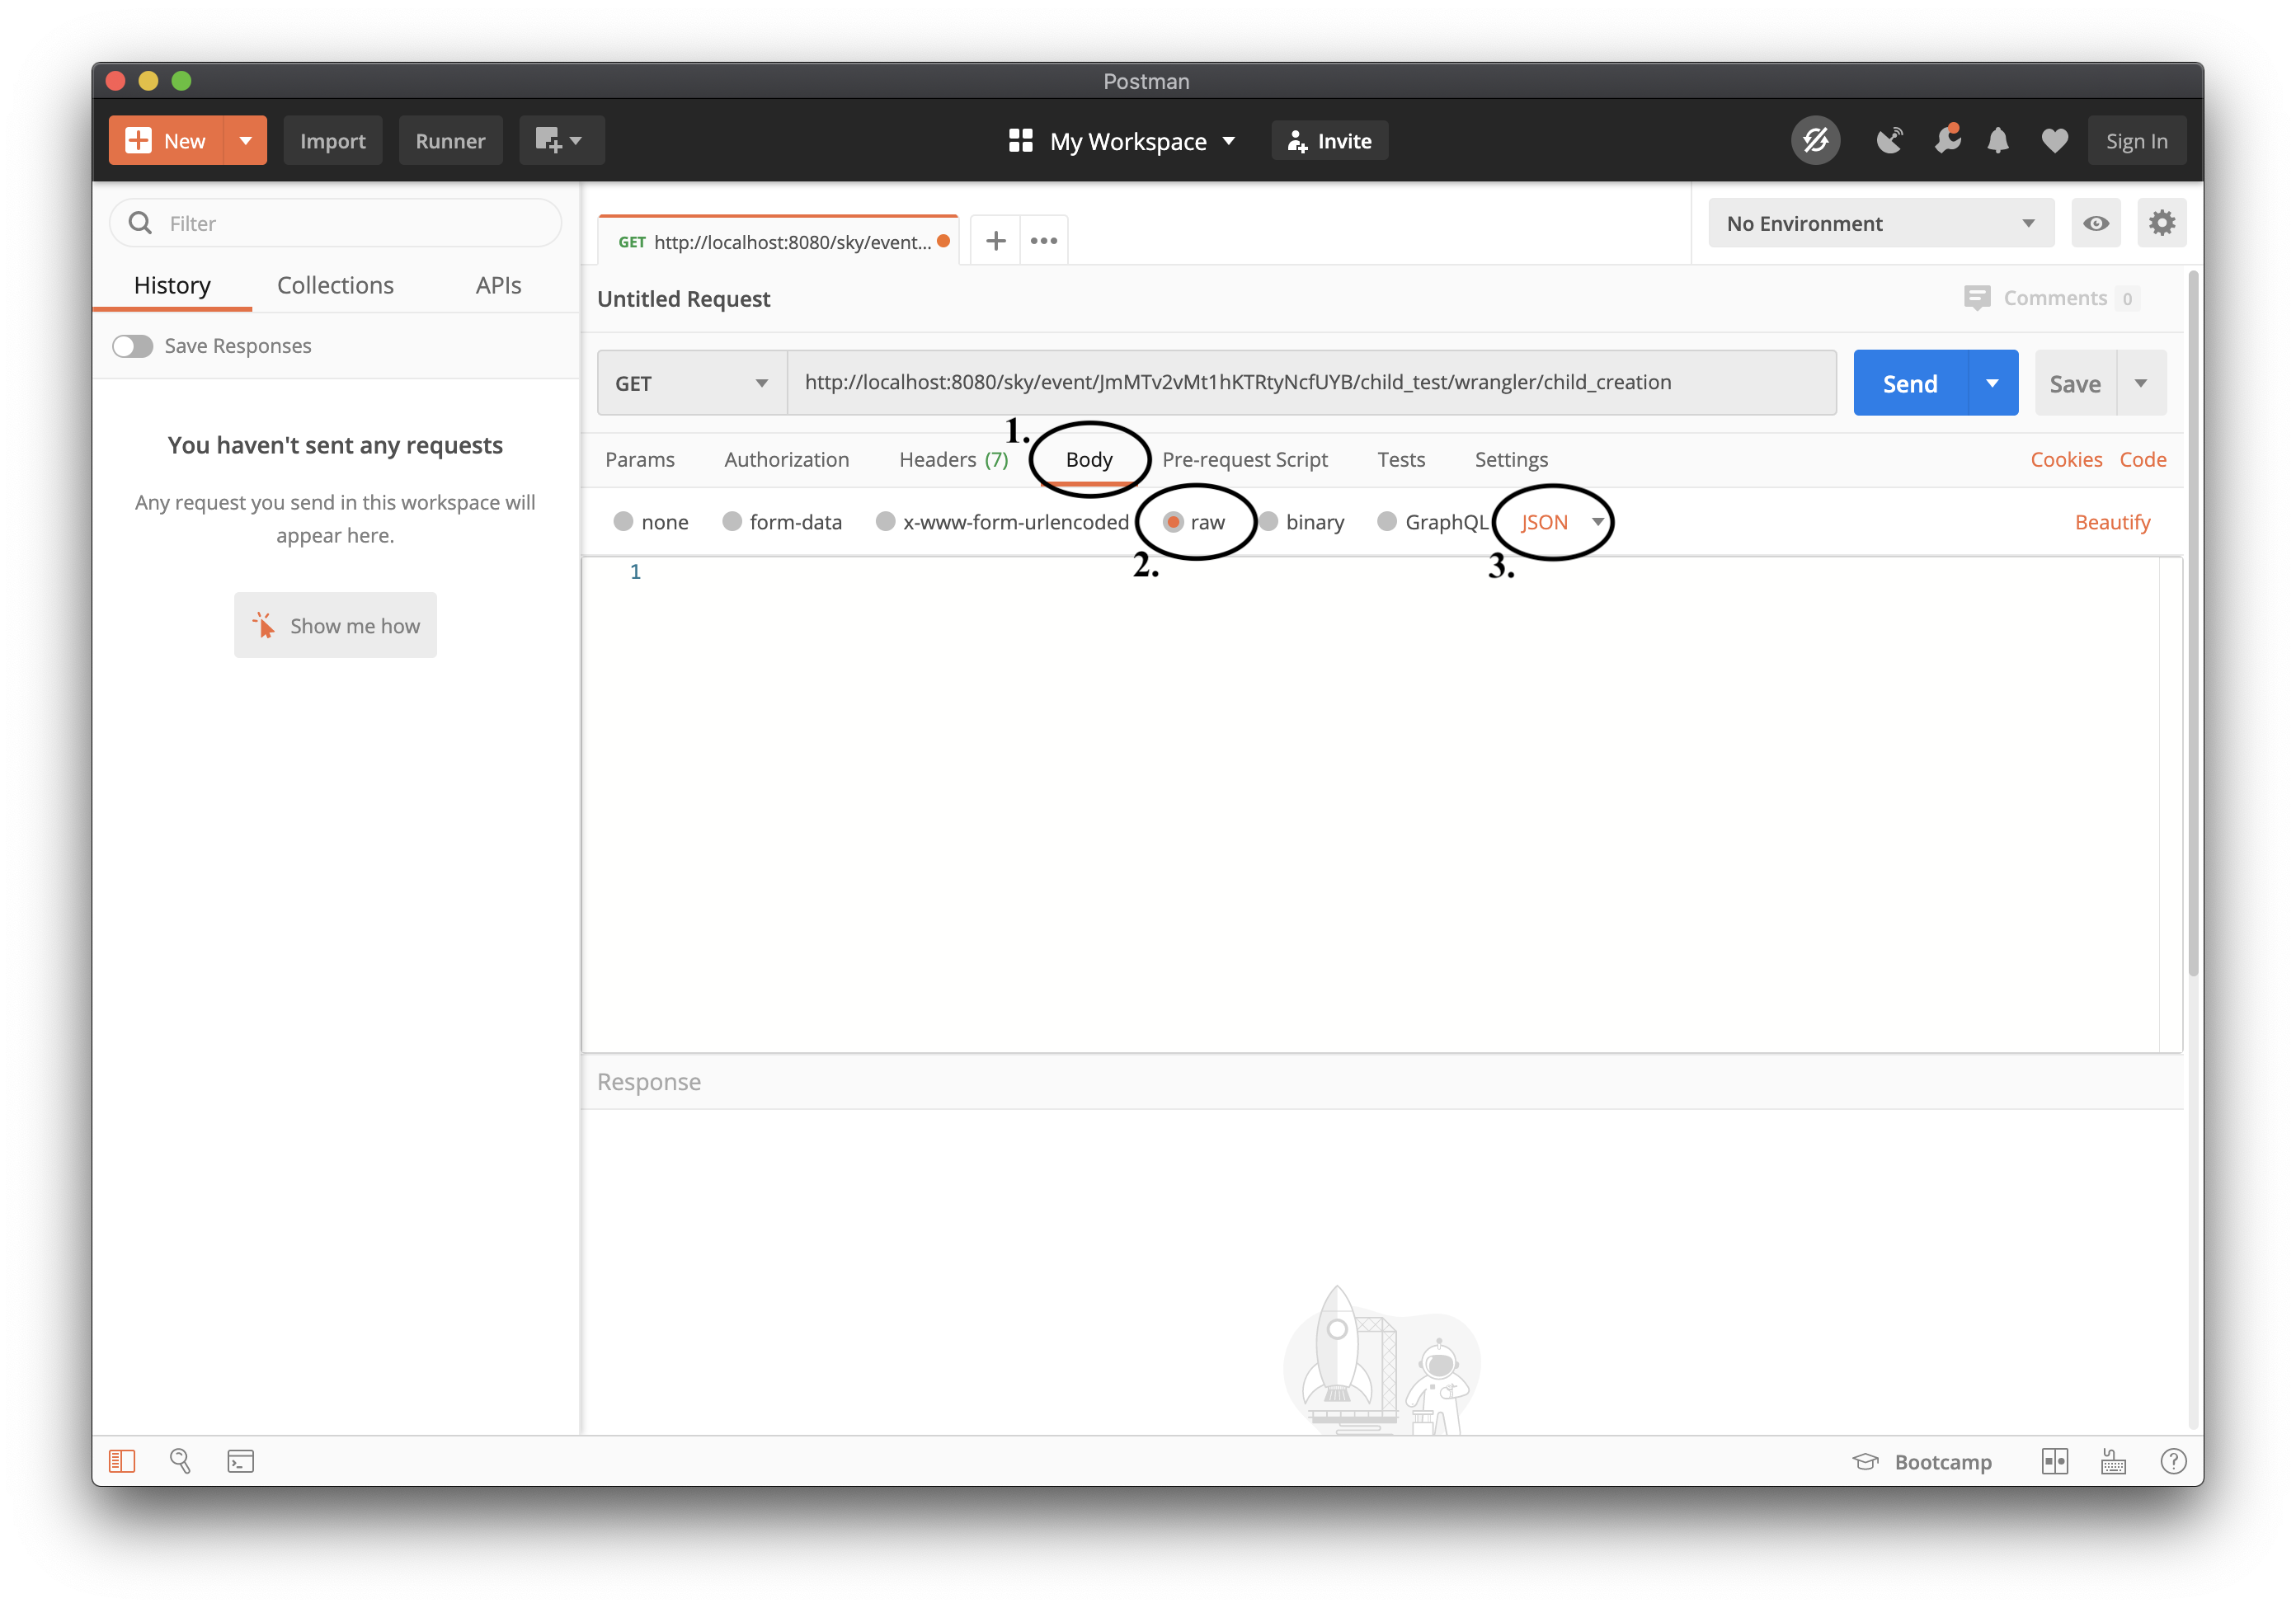 Postman
New Import Runner My Workspace Invite Sign In
Filter
GET http://localhost:8080/sky/event... No Environment
History Collections APIs
Untitled Request Comments 0
Save Responses
GET http://localhost:8080/sky/event/JmMTv2vMt1hKTRtyNcfUYB/child_test/wrangler/child_creation Send Save
You haven't sent any requests
Any request you send in this workspace will
appear here.
Show me how
1.
Params Authorization Headers (7) Body Pre-request Script Tests Settings Cookies Code
none form-data x-www-form-urlencoded raw binary GraphQL JSON Beautify
2. 3.
1
Response
Bootcamp